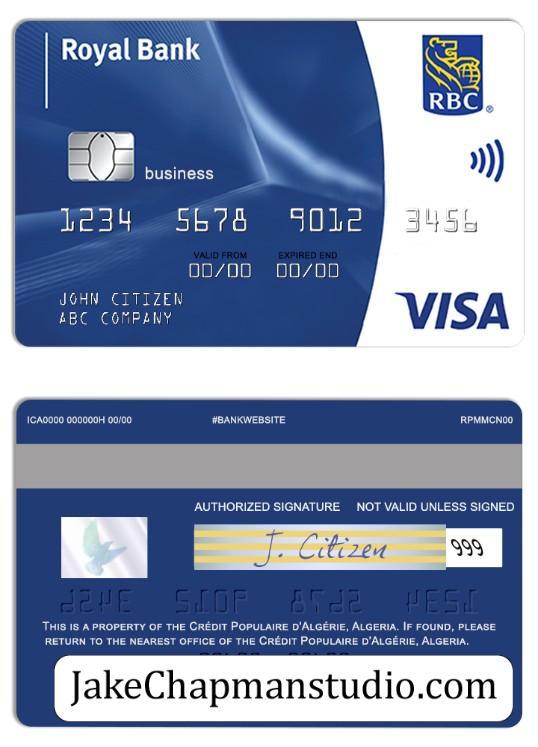 Royal Bank
RBC®
business
1234 5678 9012 3456
VALID FROM EXPIRED END
00/00 00/00
JOHN CITIZEN
ABC COMPANY
VISA
ICA0000 000000H 00/00 #BANKWEBSITE RPMMCN00
AUTHORIZED SIGNATURE NOT VALID UNLESS SIGNED
J. Citizen 999
THIS IS A PROPERTY OF THE CRÉDIT POPULAIRE D'ALGÉRIE, ALGERIA. IF FOUND, PLEASE
RETURN TO THE NEAREST OFFICE OF THE CRÉDIT POPULAIRE D'ALGÉRIE, ALGERIA.
JakeChapmanstudio.com